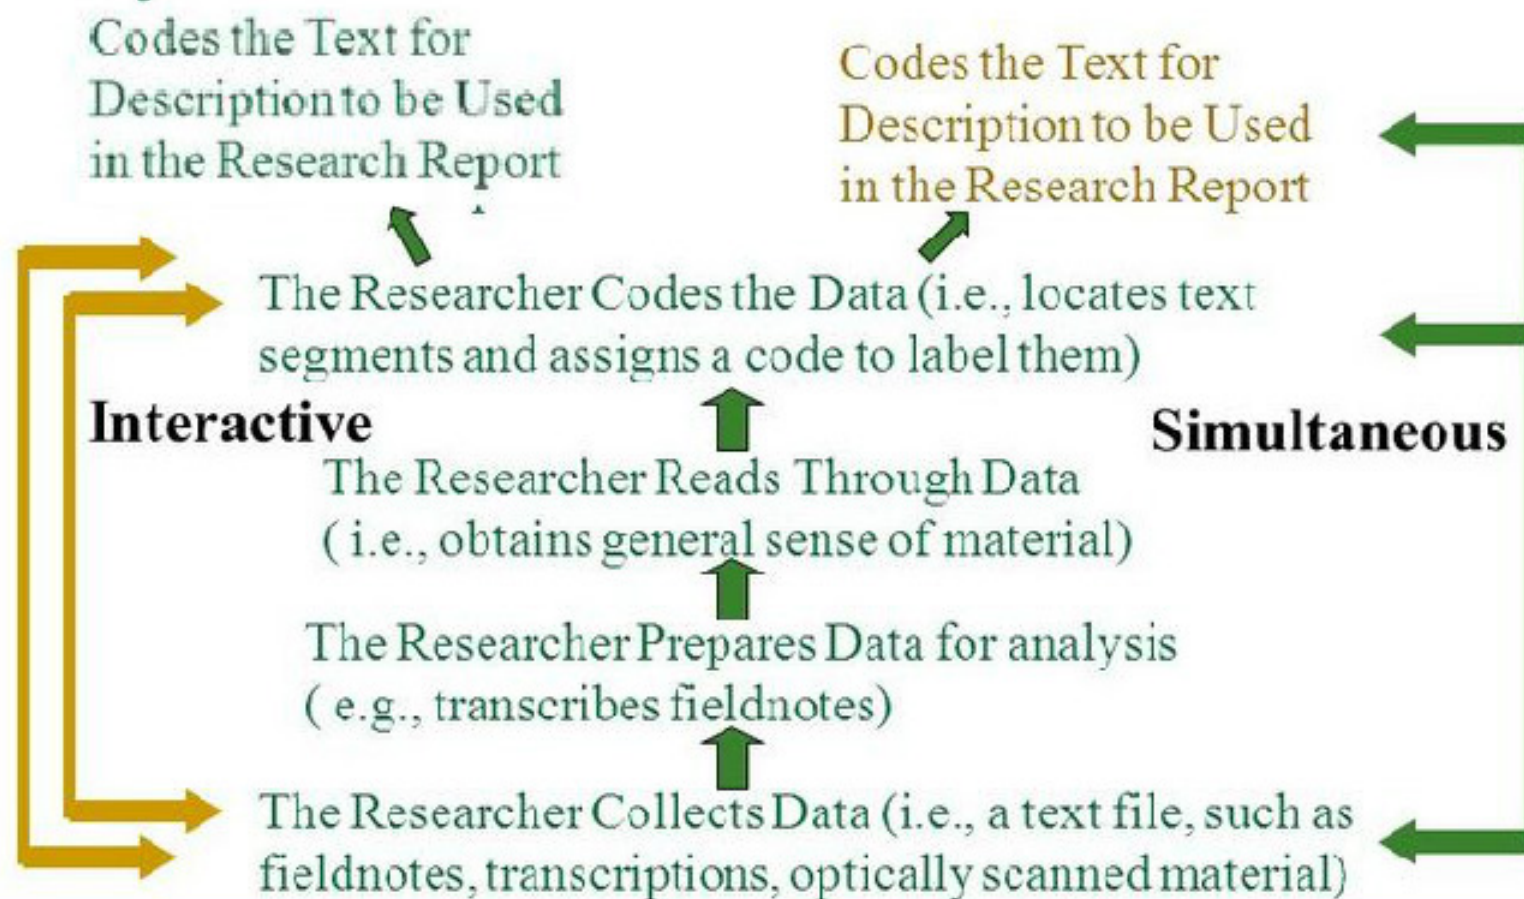 Codes the Text for
Description to be Used
in the Research Report
Codes the Text for
Description to be Used
in the Research Report
The Researcher Codes the Data (i.e., locates text
segments and assigns a code to label them)
Interactive
Simultaneous
The Researcher Reads Through Data
( i.e., obtains general sense of material)
The Researcher Prepares Data for analysis
( e.g., transcribes fieldnotes)
The Researcher Collects Data (i.e., a text file, such as
fieldnotes, transcriptions, optically scanned material)